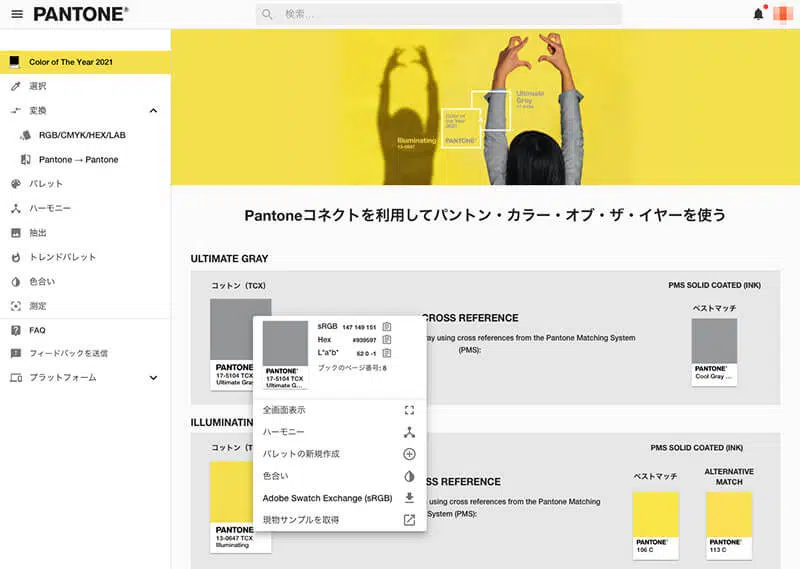 PANTONE®
検索...
Color of The Year 2021
選択
変換
RGB/CMYK/HEX/LAB
Pantone → Pantone
パレット
ハーモニー
抽出
トレンドパレット
色合い
測定
FAQ
フィードバックを送信
プラットフォーム
Ultimate
Gray
17-5104
Color of
the Year
2021
PANTONE®
Illuminating
13-0647
Pantoneコネクトを利用してパントン・カラー・オブ・ザ・イヤーを使う
ULTIMATE GRAY
コットン（TCX）
PANTONE®
17-5104 TCX
Ultimate Gra
CROSS REFERENCE
ay using cross references from the Pantone Matching System
(PMS):
PMS SOLID COATED (INK)
ベストマッチ
PANTONE®
Cool Gray ...
sRGB 147 149 151
Hex #939597
L*a*b* 62 0 -1
ブックのページ番号: 8
PANTONE®
17-5104 TCX
Ultimate G...
全画面表示
ハーモニー
パレットの新規作成
色合い
Adobe Swatch Exchange (sRGB)
現物サンプルを取得
ILLUMINATIN
コットン（T
PANTONE®
13-0647 TCX
Illuminating
SS REFERENCE
using cross references from the Pantone Matching
System (PMS):
PMS SOLID COATED (INK)
ベストマッチ
PANTONE®
106 C
ALTERNATIVE
MATCH
PANTONE®
113 C